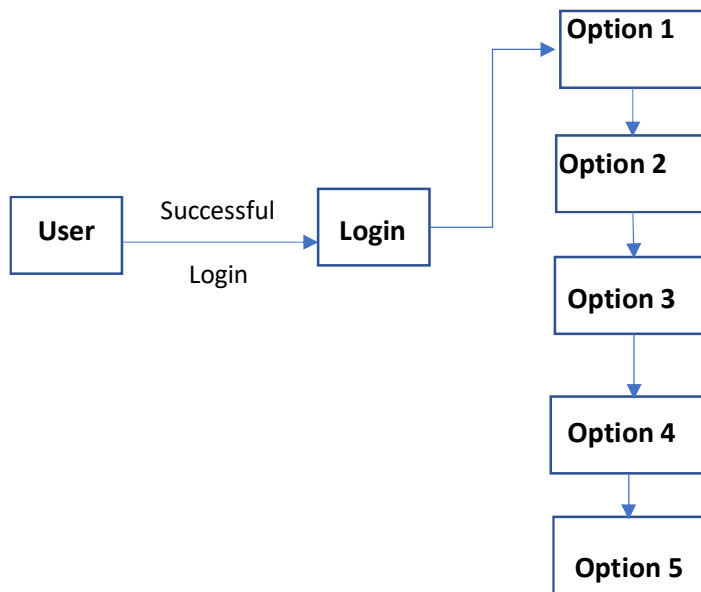 User
Successful
Login
Login
Option 1
Option 2
Option 3
Option 4
Option 5